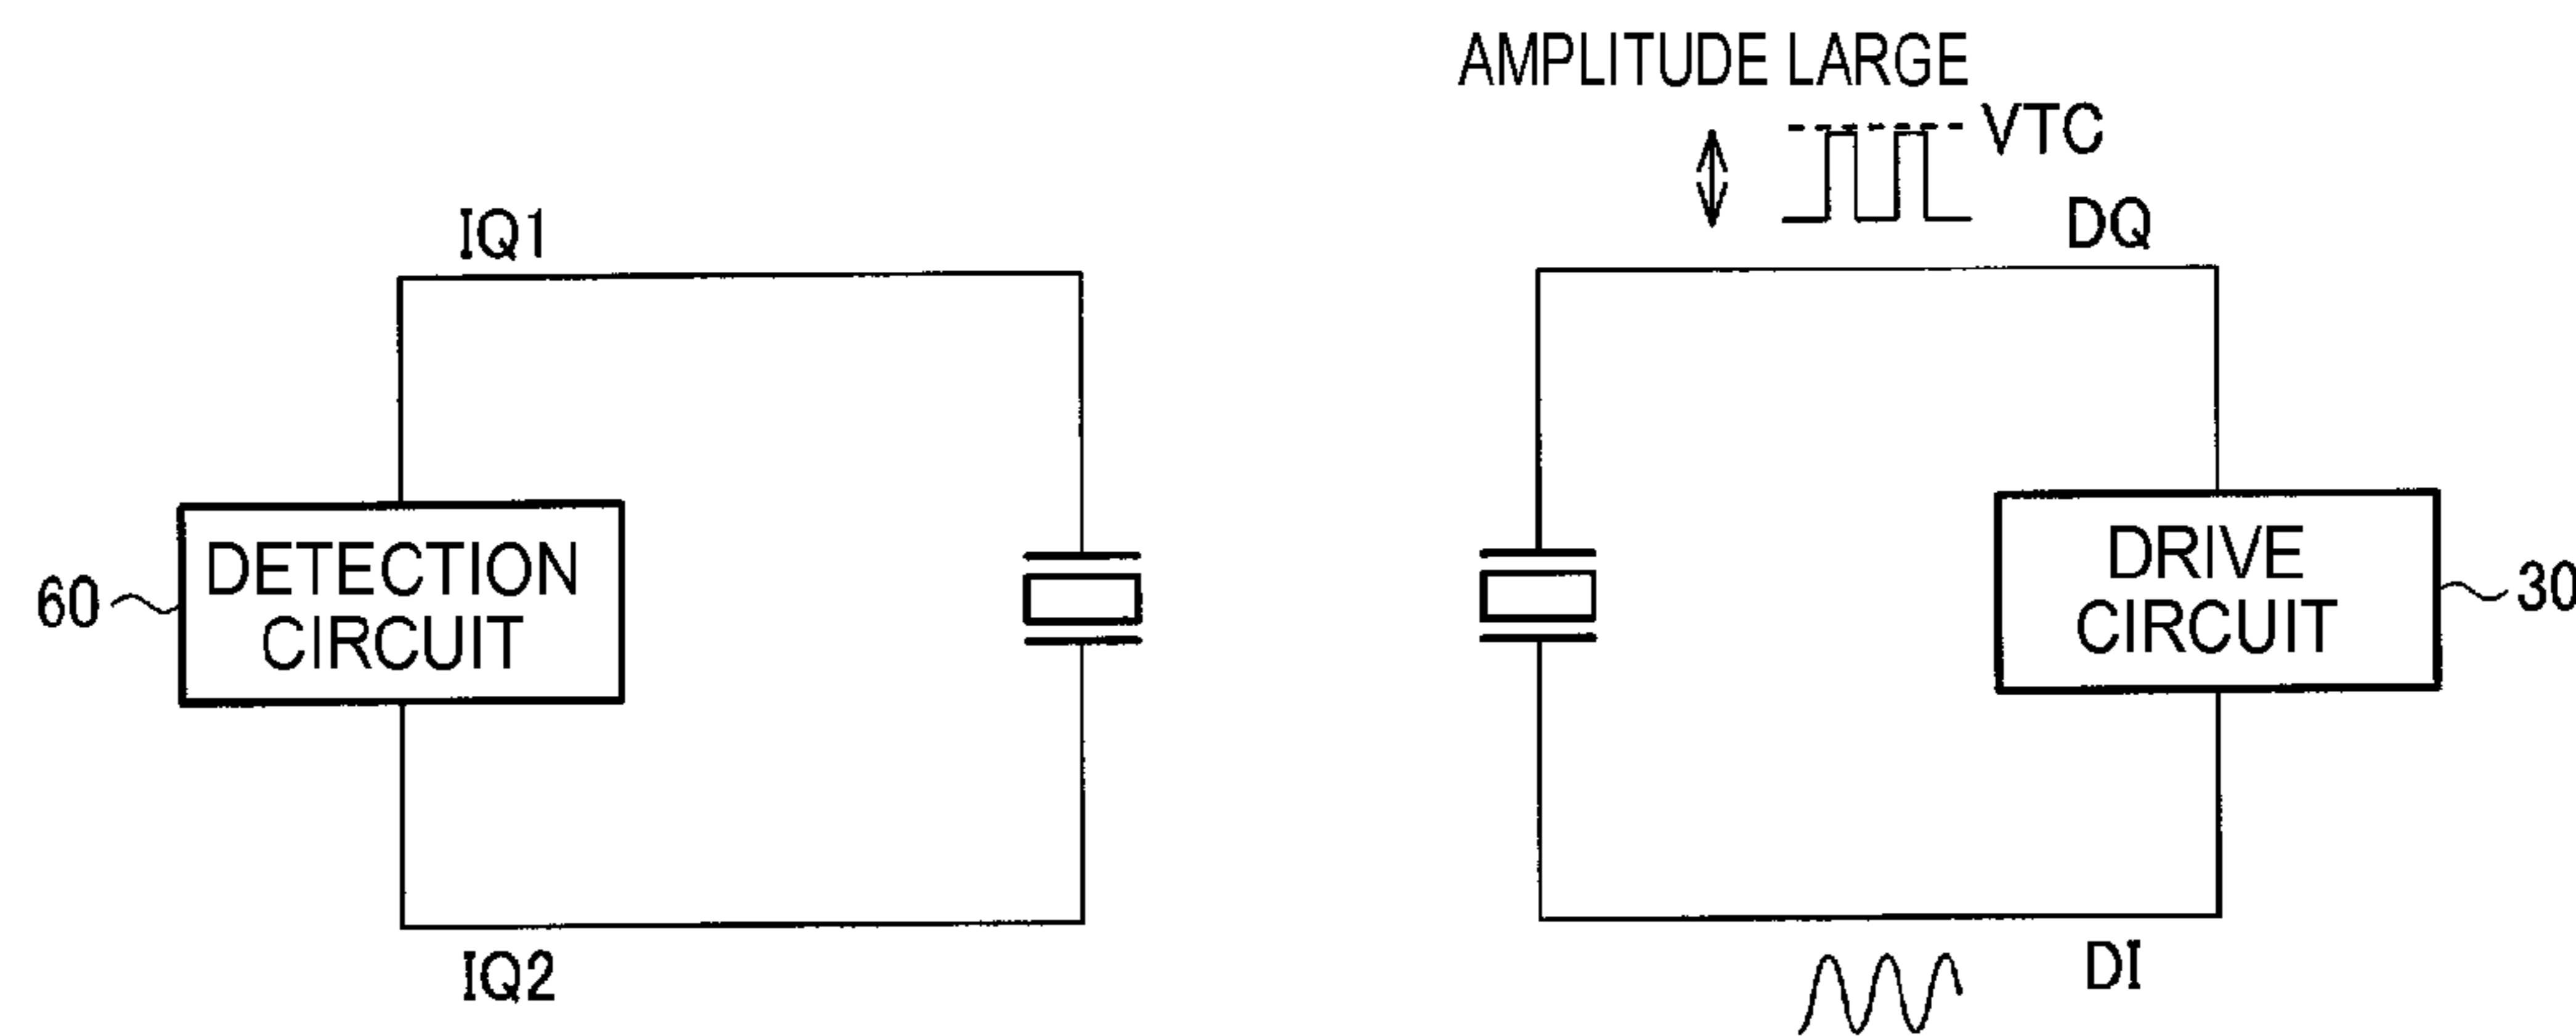 AMPLITUDE LARGE
VTC
IQ1
DQ
DETECTION
CIRCUIT
60
DRIVE
CIRCUIT
30
IQ2
DI